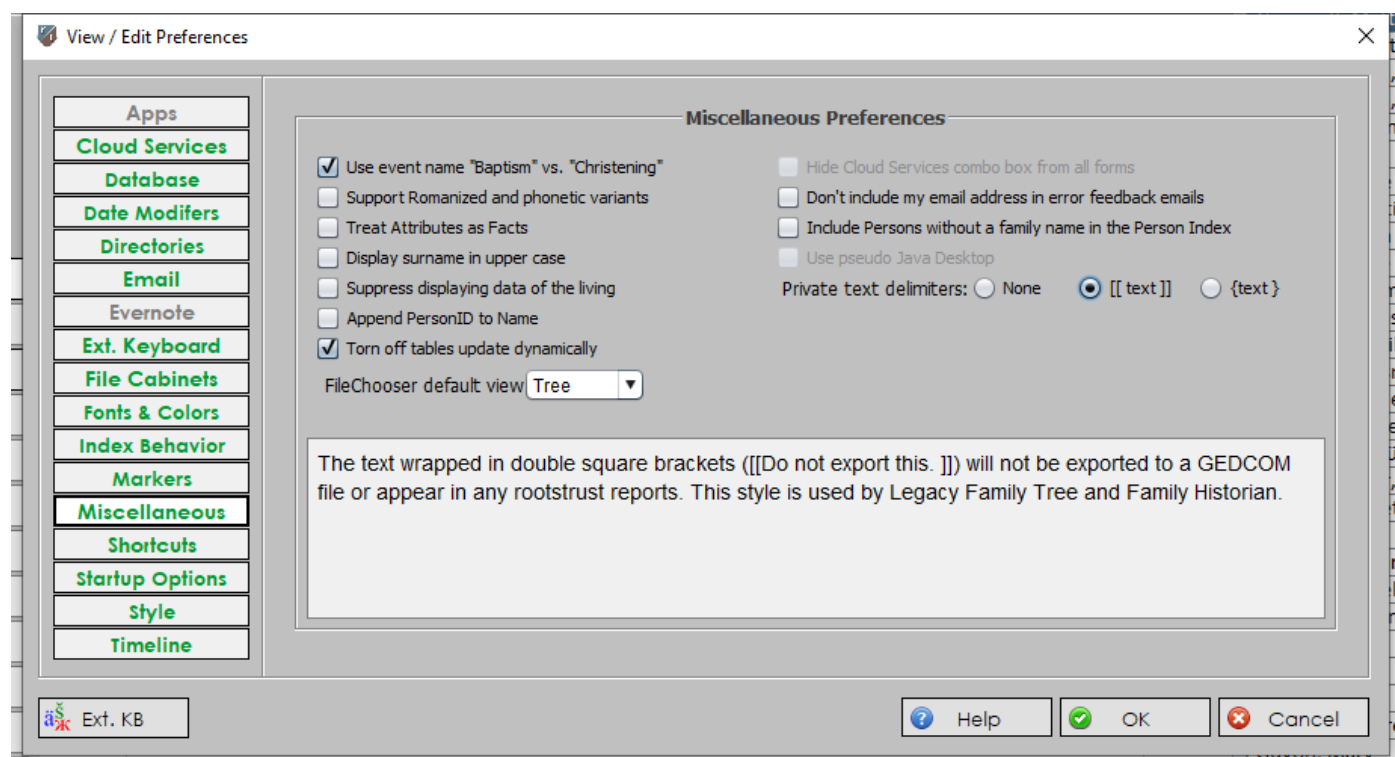 View / Edit Preferences
Apps
Cloud Services
Database
Date Modifers
Directories
Email
Evernote
Ext. Keyboard
File Cabinets
Fonts & Colors
Index Behavior
Markers
Miscellaneous
Shortcuts
Startup Options
Style
Timeline
Miscellaneous Preferences
Use event name "Baptism" vs. "Christening"
Support Romanized and phonetic variants
Treat Attributes as Facts
Display surname in upper case
Suppress displaying data of the living
Append PersonID to Name
Torn off tables update dynamically
FileChooser default view Tree
Hide Cloud Services combo box from all forms
Don't include my email address in error feedback emails
Include Persons without a family name in the Person Index
Use pseudo Java Desktop
Private text delimiters: None [[ text ]] {text }
The text wrapped in double square brackets ([[Do not export this. ]]) will not be exported to a GEDCOM
file or appear in any rootstrust reports. This style is used by Legacy Family Tree and Family Historian.
äšж Ext. KB
Help
OK
Cancel